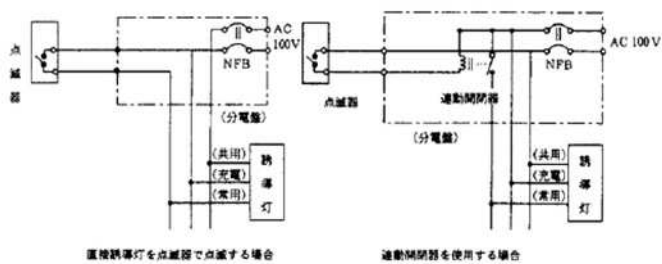 点滅器
AC
100V
NFB
(分電盤)
(共用)
(充電)
(常用)
誘導灯
直接誘導灯を点滅器で点滅する場合
点滅器
AC 100V
NFB
連動開閉器
(分電盤)
(共用)
(充電)
(常用)
誘導灯
連動開閉器を使用する場合